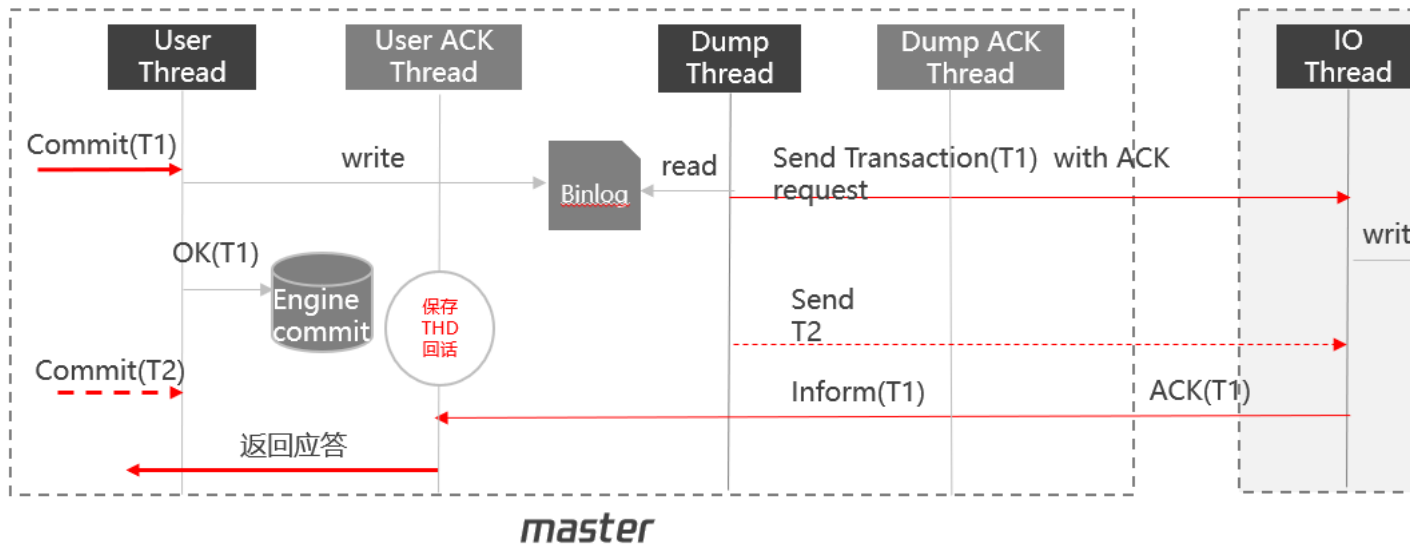 User
Thread
User ACK
Thread
Dump
Thread
Dump ACK
Thread
IO
Thread
Commit(T1)
write
Binlog
read
Send Transaction(T1) with ACK
request
writ
OK(T1)
Engine
commit
保存
THD
回话
Send
T2
Commit(T2)
Inform(T1)
ACK(T1)
返回应答
master